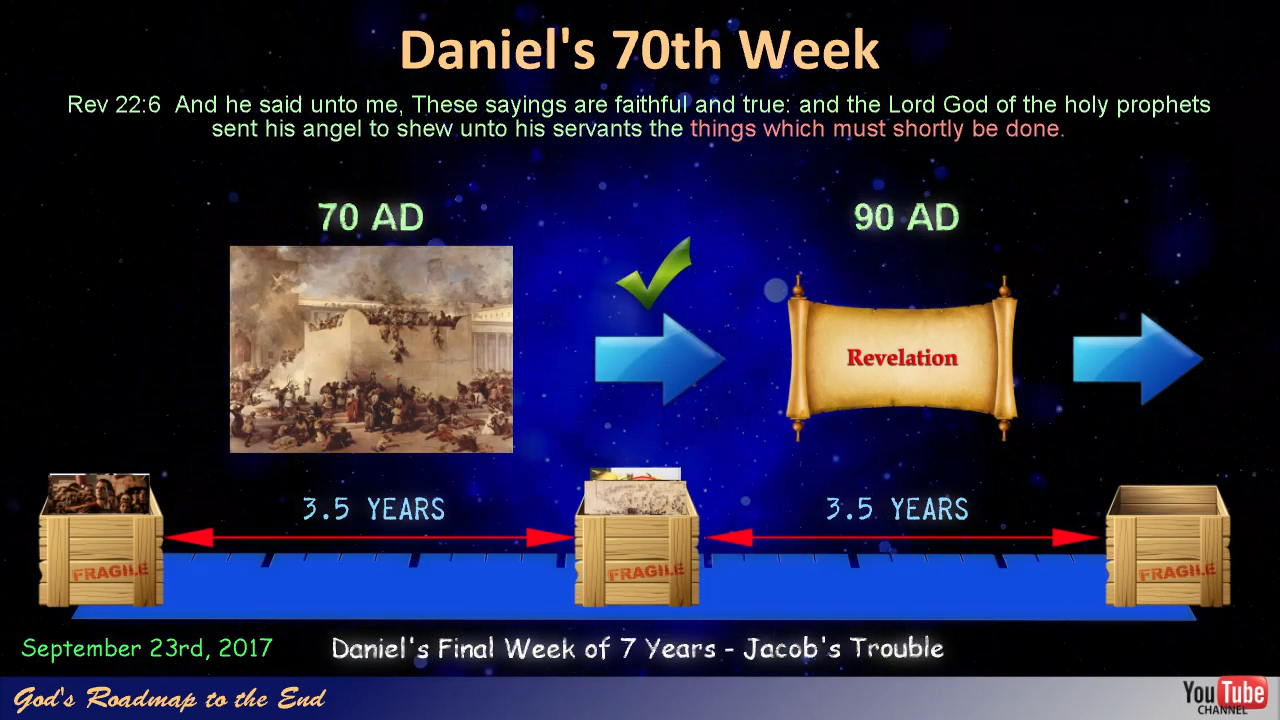 Daniel's 70th Week
Rev 22:6  And he said unto me, These sayings are faithful and true: and the Lord God of the holy prophets
sent his angel to shew unto his servants the things which must shortly be done.
70 AD
90 AD
Revelation
3.5 YEARS
3.5 YEARS
FRAGILE
FRAGILE
FRAGILE
September 23rd, 2017
Daniel's Final Week of 7 Years - Jacob's Trouble
God's Roadmap to the End
YouTube
CHANNEL